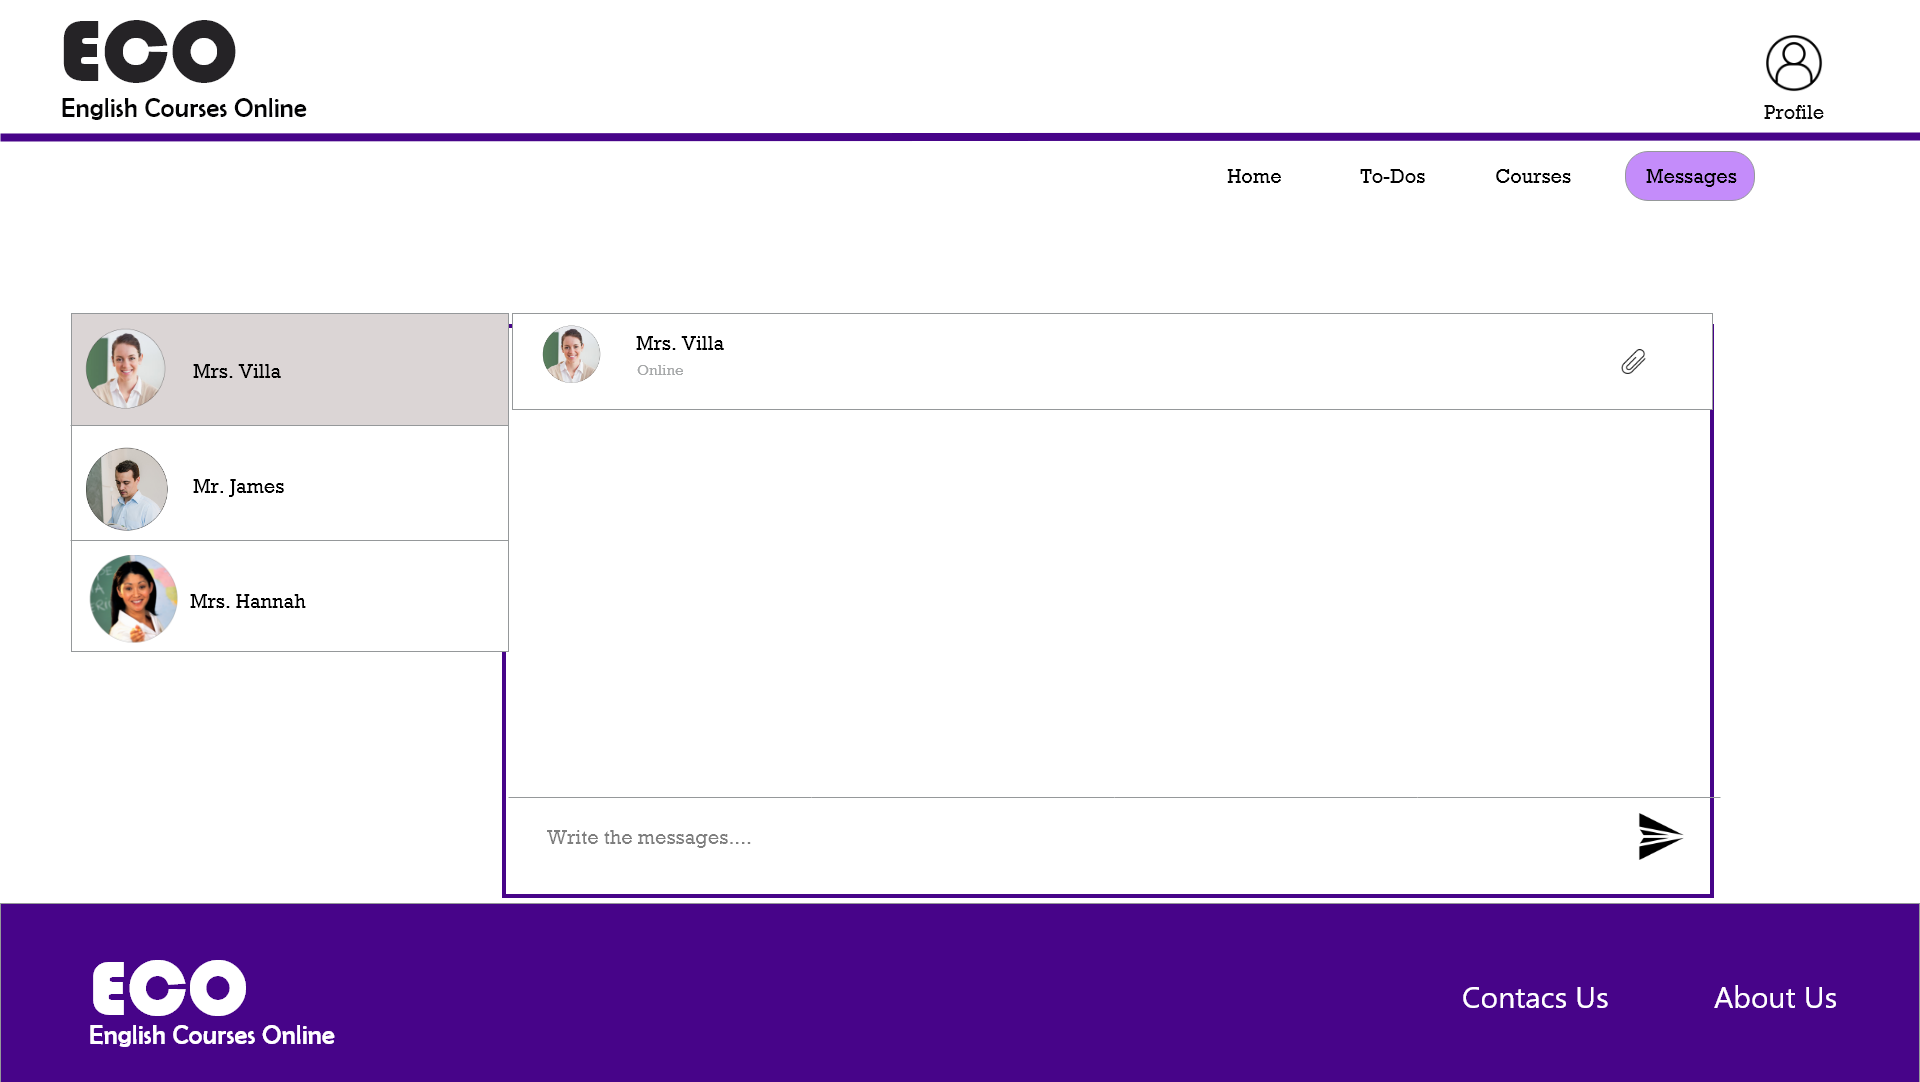 ECO
English Courses Online
Profile
Home To-Dos Courses Messages
Mrs. Villa
Mr. James
Mrs. Hannah
Mrs. Villa
Online
Write the messages....
ECO
English Courses Online
Contacs Us About Us